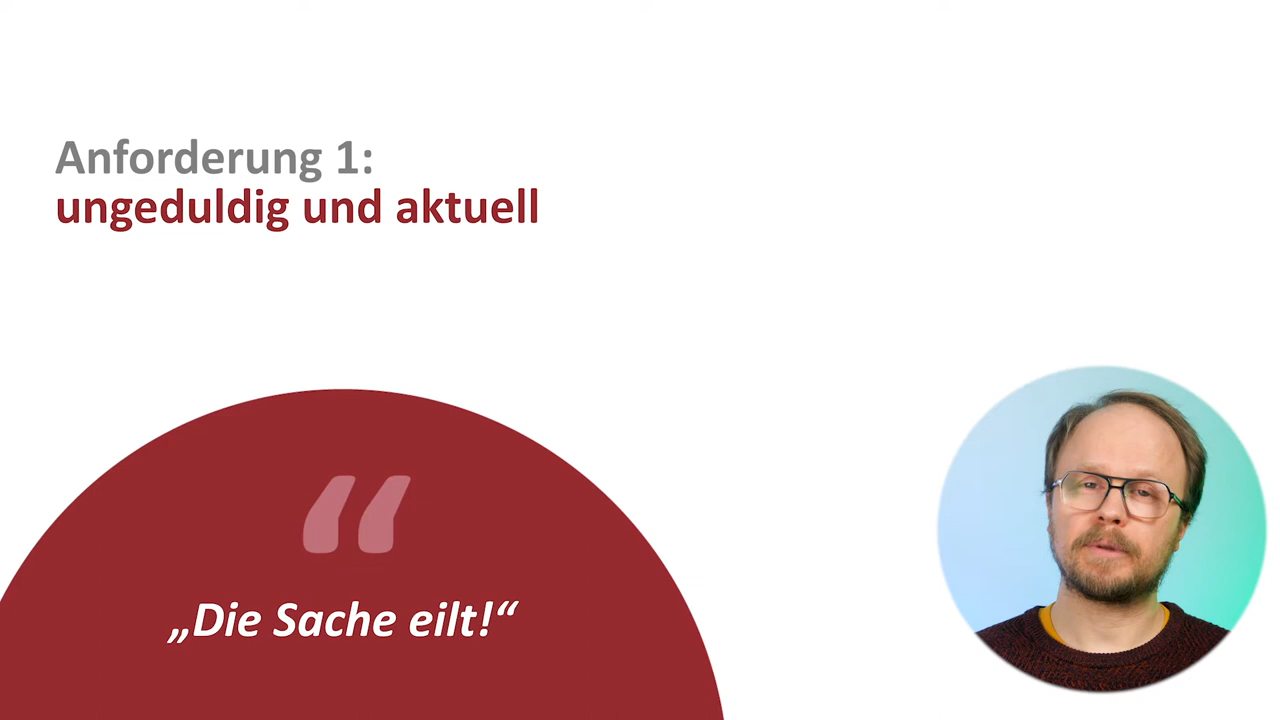 Anforderung 1:
ungeduldig und aktuell
“
„Die Sache eilt!“